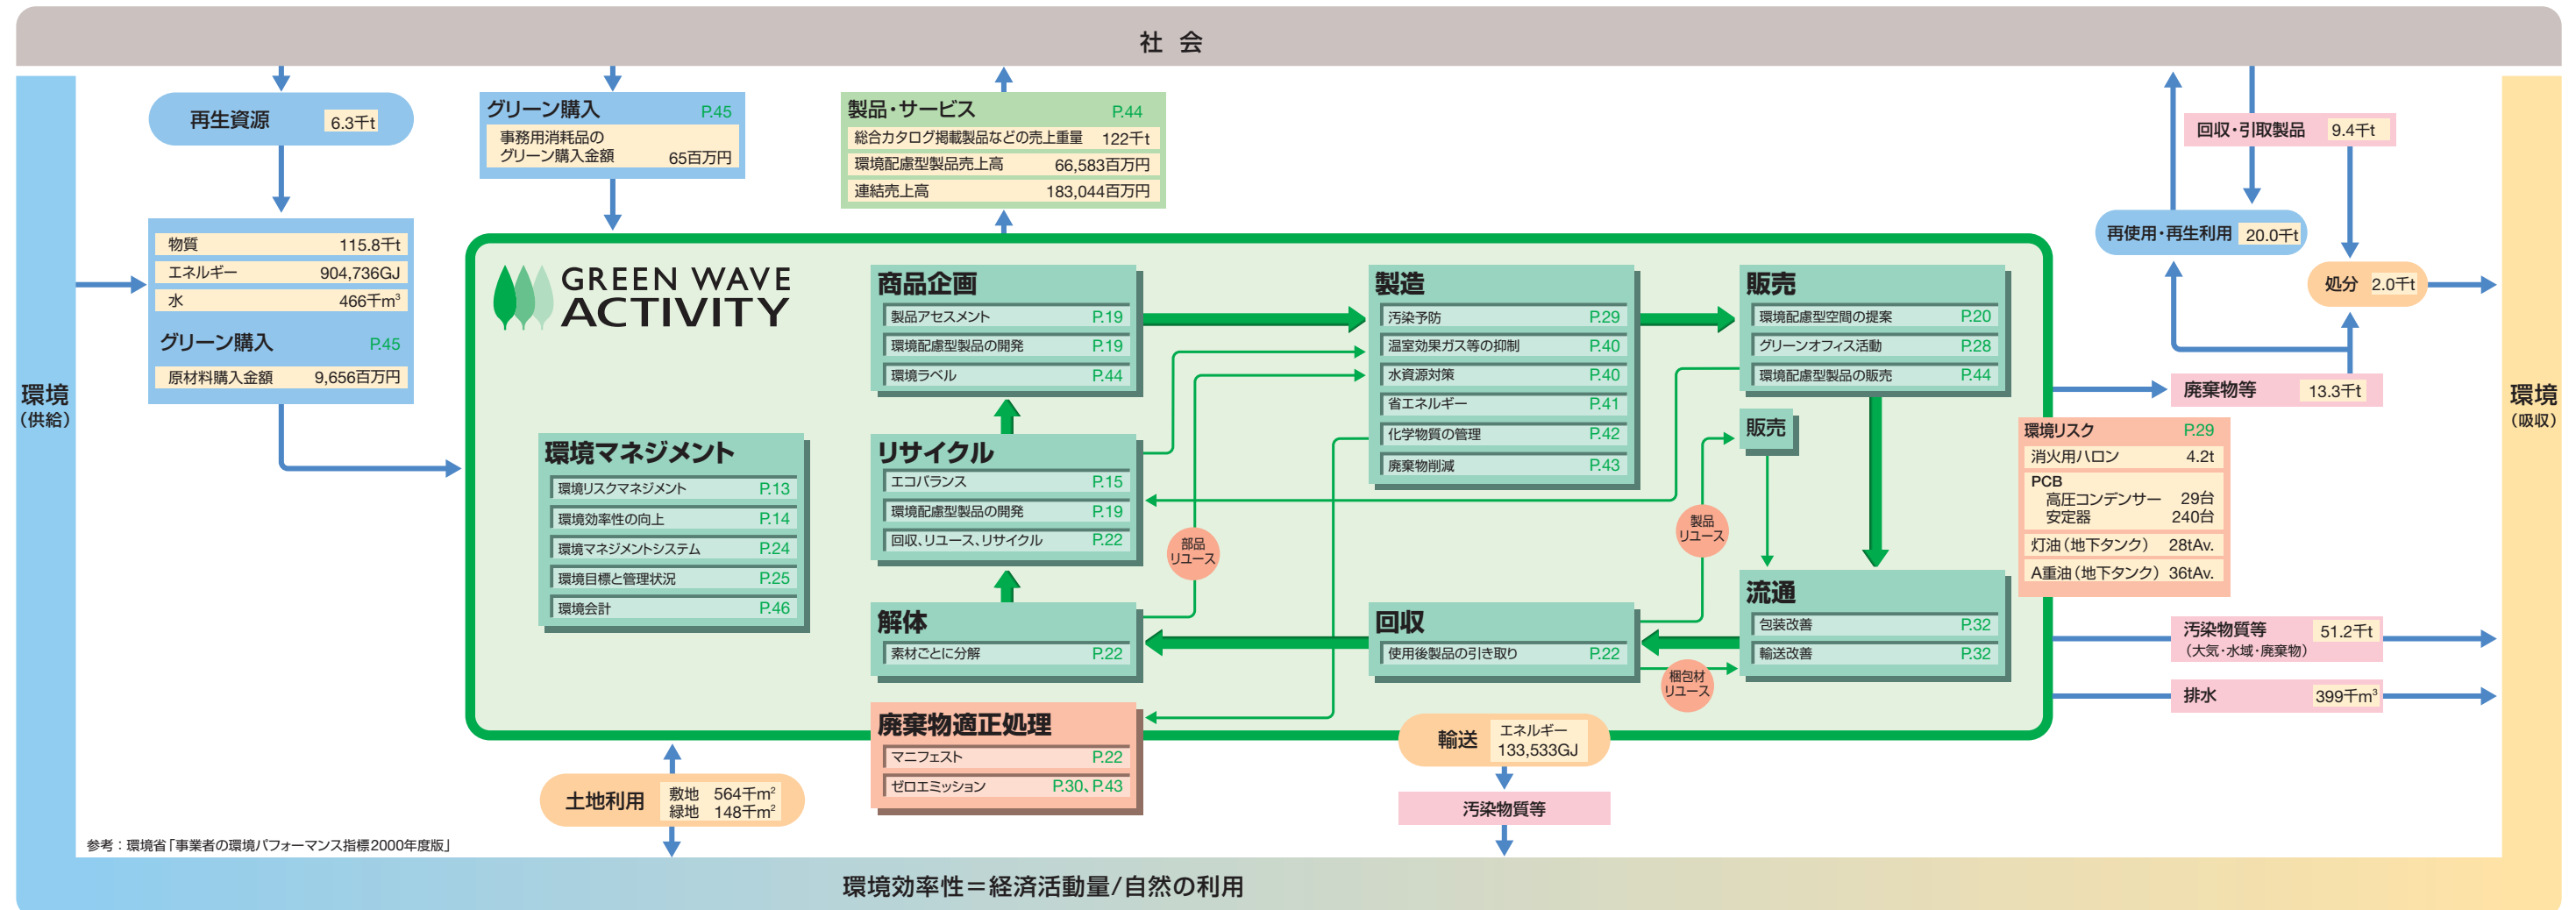 社 会
再生資源 6.3千t
グリーン購入 P.45
事務用消耗品の
グリーン購入金額 65百万円
製品・サービス P.44
総合カタログ掲載製品などの売上重量 122千t
環境配慮型製品売上高 66,583百万円
連結売上高 183,044百万円
回収・引取製品 9.4千t
再使用・再生利用 20.0千t
処分 2.0千t
廃棄物等 13.3千t
環境
（供給）
物質 115.8千t
エネルギー 904,736GJ
水 466千m³
グリーン購入 P.45
原材料購入金額 9,656百万円
GREEN WAVE
ACTIVITY
環境マネジメント
環境リスクマネジメント P.13
環境効率性の向上 P.14
環境マネジメントシステム P.24
環境目標と管理状況 P.25
環境会計 P.46
商品企画
製品アセスメント P.19
環境配慮型製品の開発 P.19
環境ラベル P.44
リサイクル
エコバランス P.15
環境配慮型製品の開発 P.19
回収、リユース、リサイクル P.22
解体
素材ごとに分解 P.22
廃棄物適正処理
マニフェスト P.22
ゼロエミッション P.30、P.43
部品
リユース
製造
汚染予防 P.29
温室効果ガス等の抑制 P.40
水資源対策 P.40
省エネルギー P.41
化学物質の管理 P.42
廃棄物削減 P.43
回収
使用後製品の引き取り P.22
製品
リユース
梱包材
リユース
販売
環境配慮型空間の提案 P.20
グリーンオフィス活動 P.28
環境配慮型製品の販売 P.44
販売
流通
包装改善 P.32
輸送改善 P.32
環境リスク P.29
消火用ハロン 4.2t
PCB
高圧コンデンサー 29台
安定器 240台
灯油（地下タンク） 28tAv.
A重油（地下タンク） 36tAv.
汚染物質等 51.2千t
（大気・水域・廃棄物）
排水 399千m³
環境
（吸収）
輸送 エネルギー
133,533GJ
汚染物質等
土地利用 敷地 564千m²
緑地 148千m²
参考：環境省「事業者の環境パフォーマンス指標2000年度版」
環境効率性＝経済活動量/自然の利用